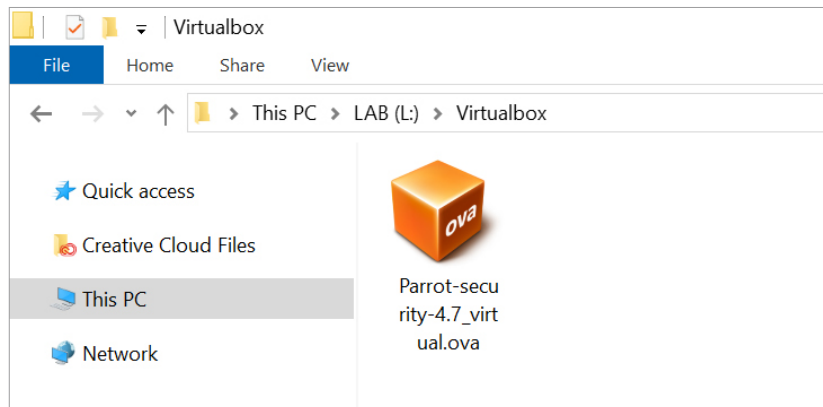 Virtualbox
File Home Share View
This PC > LAB (L:) > Virtualbox
Quick access
Creative Cloud Files
This PC
Network
ova
Parrot-secu
rity-4.7_virt
ual.ova